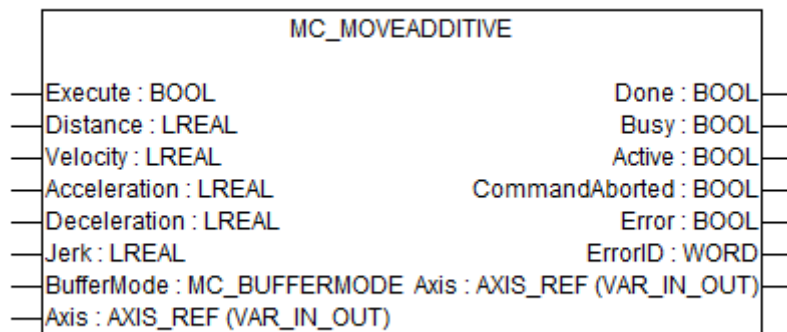 MC_MOVEADDITIVE
Execute : BOOL Done : BOOL
Distance : LREAL Busy : BOOL
Velocity : LREAL Active : BOOL
Acceleration : LREAL CommandAborted : BOOL
Deceleration : LREAL Error : BOOL
Jerk : LREAL ErrorID : WORD
BufferMode : MC_BUFFERMODE Axis : AXIS_REF (VAR_IN_OUT)
Axis : AXIS_REF (VAR_IN_OUT)